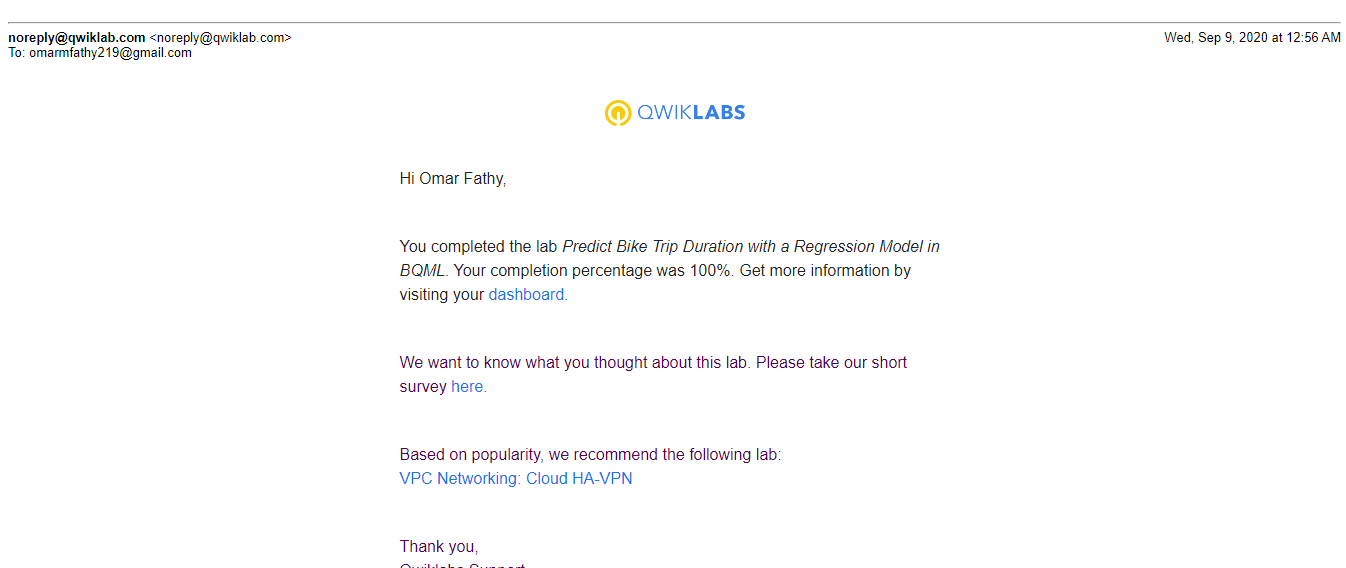 noreply@qwiklab.com <noreply@qwiklab.com>
Wed, Sep 9, 2020 at 12:56 AM
To: omarmfathy219@gmail.com
QWIKLABS
Hi Omar Fathy,
You completed the lab Predict Bike Trip Duration with a Regression Model in
BQML. Your completion percentage was 100%. Get more information by
visiting your dashboard.
We want to know what you thought about this lab. Please take our short
survey here.
Based on popularity, we recommend the following lab:
VPC Networking: Cloud HA-VPN
Thank you,
Qwiklabs Support